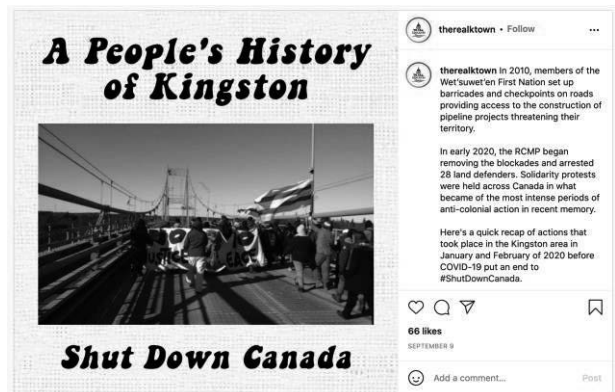 A People's History
of Kingston
JUSTICE
PEACE
Shut Down Canada
therealktown • Follow
therealktown In 2010, members of the
Wet'suwet'en First Nation set up
barricades and checkpoints on roads
providing access to the construction of
pipeline projects threatening their
territory.
In early 2020, the RCMP began
removing the blockades and arrested
28 land defenders. Solidarity protests
were held across Canada in what
became of the most intense periods of
anti-colonial action in recent memory.
Here's a quick recap of actions that
took place in the Kingston area in
January and February of 2020 before
COVID-19 put an end to
#ShutDownCanada.
66 likes
SEPTEMBER 9
Add a comment...
Post